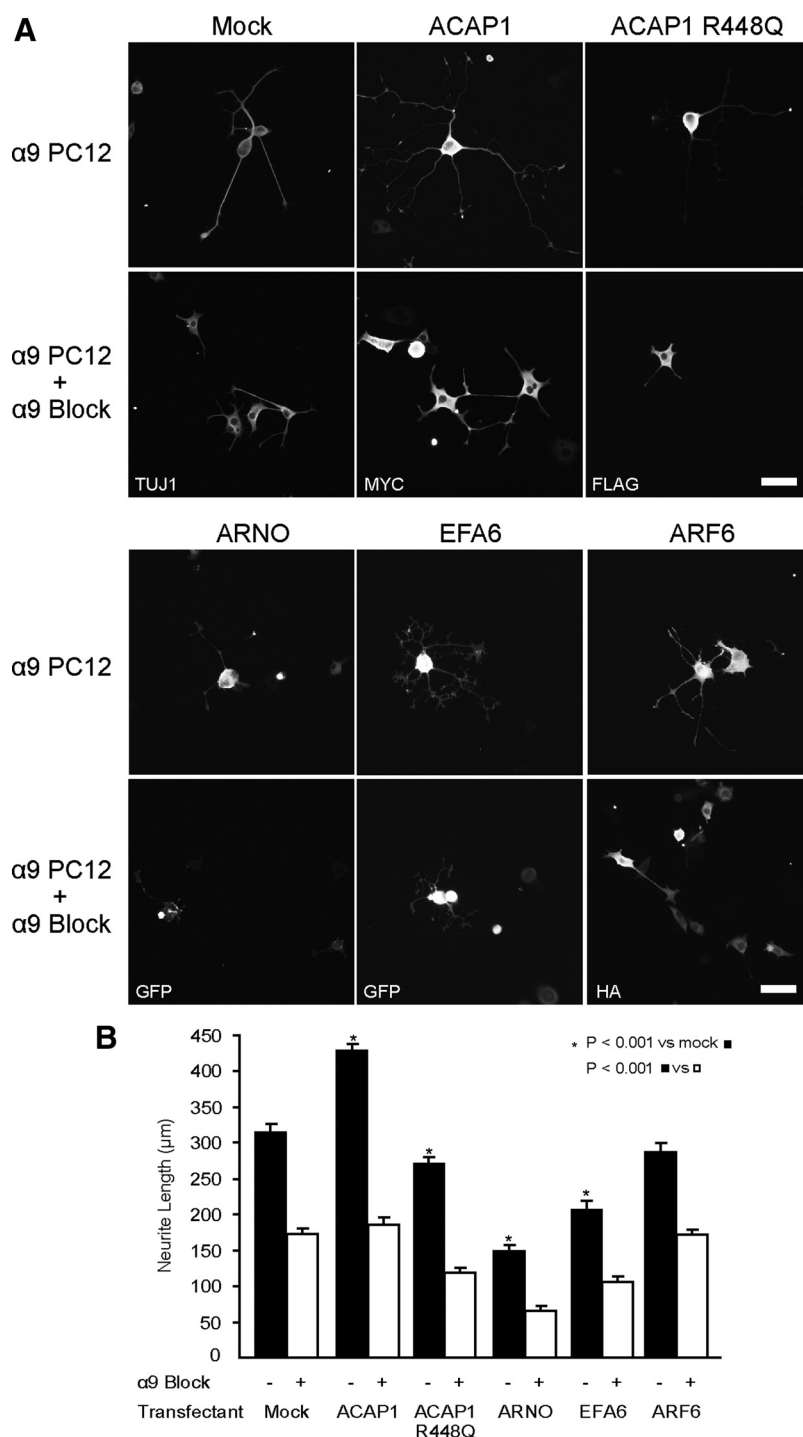 A
Mock ACAP1 ACAP1 R448Q
α9 PC12
α9 PC12
+
α9 Block
TUJ1 MYC FLAG
ARNO EFA6 ARF6
α9 PC12
α9 PC12
+
α9 Block
GFP GFP HA
B
* P < 0.001 vs mock
P < 0.001 vs
Neurite Length (µm)
450
400
350
300
250
200
150
100
50
0
* * * *
α9 Block - + - + - + - + - + - +
Transfectant Mock ACAP1 ACAP1 ARNO EFA6 ARF6
R448Q